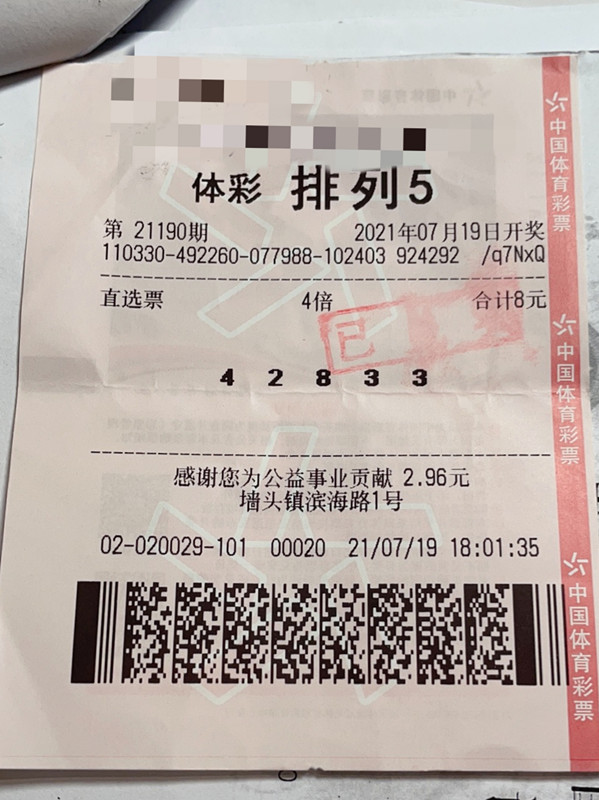 体彩 排列5
第 21190期 2021年07月19日开奖
110330-492260-077988-102403 924292 /q7NxQ
直选票 4倍 合计8元
已
4 2 8 3 3
感谢您为公益事业贡献 2.96元
墙头镇滨海路1号
02-020029-101 00020 21/07/19 18:01:35
中国体育彩票
中国体育彩票
中国体育彩票